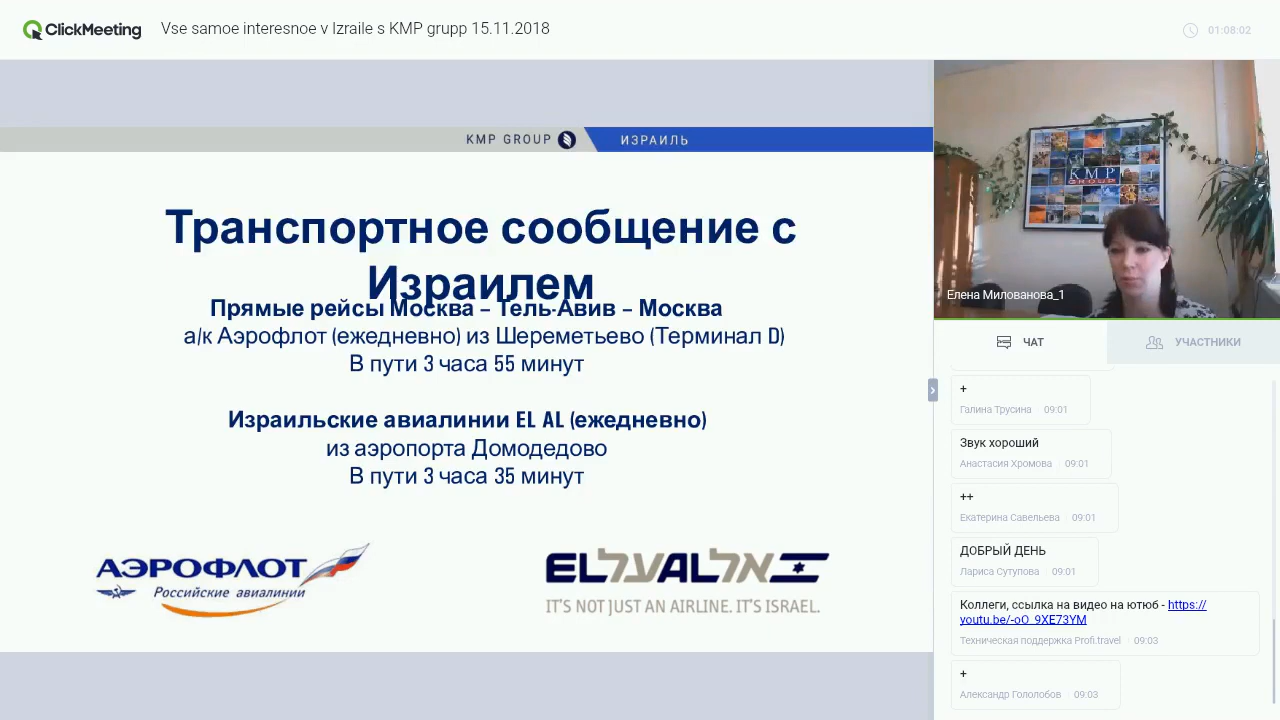 ClickMeeting
Vse samoe interesnoe v Izraile s KMP grupp 15.11.2018
01:08:02
KMP GROUP
ИЗРАИЛЬ
Транспортное сообщение с
Израилем
Прямые рейсы Москва – Тель-Авив – Москва
а/к Аэрофлот (ежедневно) из Шереметьево (Терминал D)
В пути 3 часа 55 минут
Израильские авиалинии EL AL (ежедневно)
из аэропорта Домодедово
В пути 3 часа 35 минут
АЭРОФЛОТ
Российские авиалинии
EL אל על AL
IT'S NOT JUST AN AIRLINE. IT'S ISRAEL.
KMP
GROUP
Елена Милованова_1
ЧАТ
УЧАСТНИКИ
+
Галина Трусина 09:01
Звук хороший
Анастасия Хромова 09:01
++
Екатерина Савельева 09:01
ДОБРЫЙ ДЕНЬ
Лариса Сутупова 09:01
Коллеги, ссылка на видео на ютюб - https://
youtu.be/-oO_9XE73YM
Техническая поддержка Profi.travel 09:03
+
Александр Гололобов 09:03